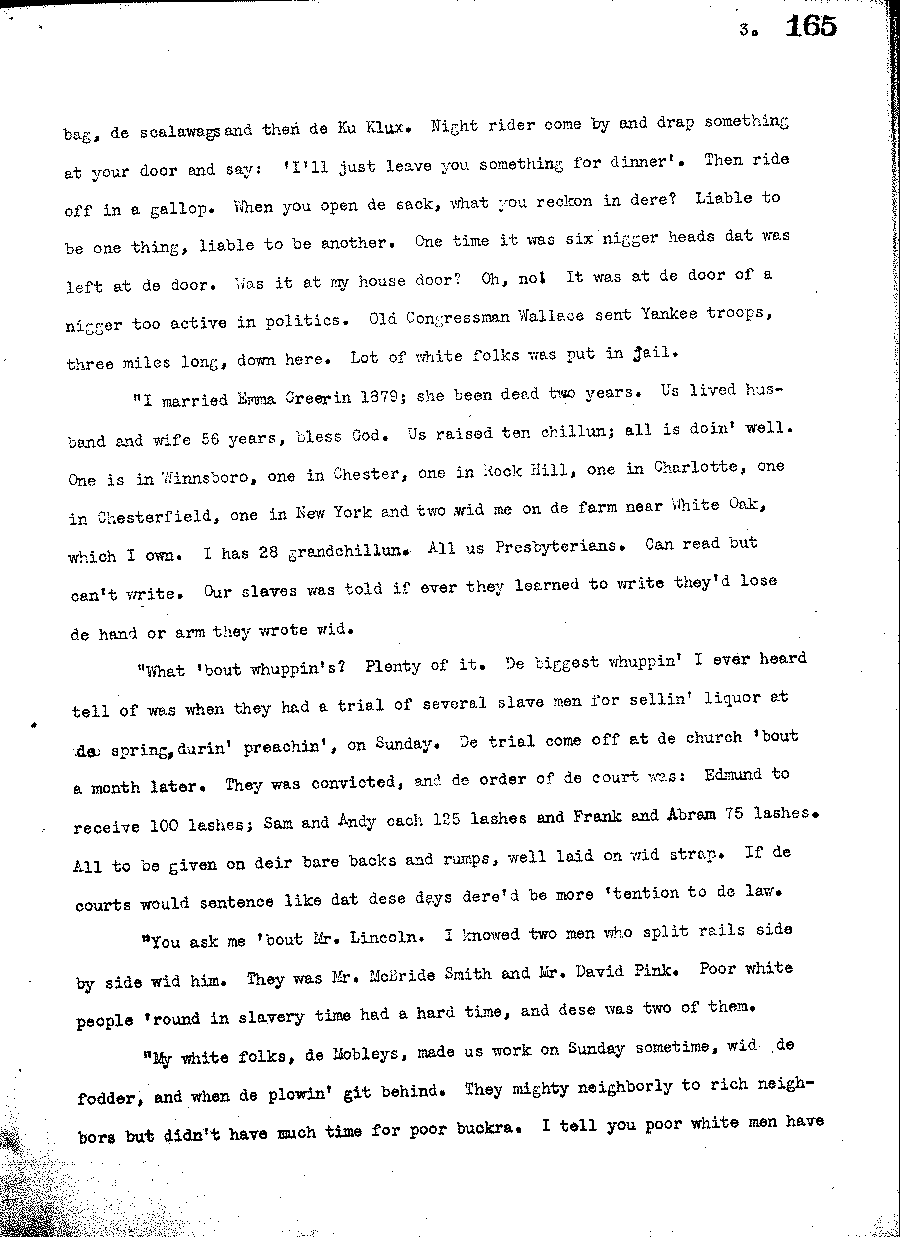 3. 165
bag, de scalawags and then de Ku Klux. Night rider come by and drap something
at your door and say: 'I'll just leave you something for dinner'. Then ride
off in a gallop. When you open de sack, what you reckon in dere? Liable to
be one thing, liable to be another. One time it was six nigger heads dat was
left at de door. Was it at my house door? Oh, no! It was at de door of a
nigger too active in politics. Old Congressman Wallace sent Yankee troops,
three miles long, down here. Lot of white folks was put in jail.
"I married Emma Greer in 1879; she been dead two years. Us lived hus-
band and wife 56 years, bless God. Us raised ten chillun; all is doin' well.
One is in Winnsboro, one in Chester, one in Rock Hill, one in Charlotte, one
in Chesterfield, one in New York and two wid me on de farm near White Oak,
which I own. I has 28 grandchillun. All us Presbyterians. Can read but
can't write. Our slaves was told if ever they learned to write they'd lose
de hand or arm they wrote wid.
"What 'bout whuppin's? Plenty of it. De biggest whuppin' I ever heard
tell of was when they had a trial of several slave men for sellin' liquor at
de spring, durin' preachin', on Sunday. De trial come off at de church 'bout
a month later. They was convicted, and de order of de court was: Edmund to
receive 100 lashes; Sam and Andy each 125 lashes and Frank and Abram 75 lashes.
All to be given on deir bare backs and rumps, well laid on wid strap. If de
courts would sentence like dat dese days dere'd be more 'tention to de law.
"You ask me 'bout Mr. Lincoln. I knowed two men who split rails side
by side wid him. They was Mr. McBride Smith and Mr. David Pink. Poor white
people 'round in slavery time had a hard time, and dese was two of them.
"My white folks, de Mobleys, made us work on Sunday sometime, wid de
fodder, and when de plowin' git behind. They mighty neighborly to rich neigh-
bors but didn't have much time for poor buckra. I tell you poor white men have